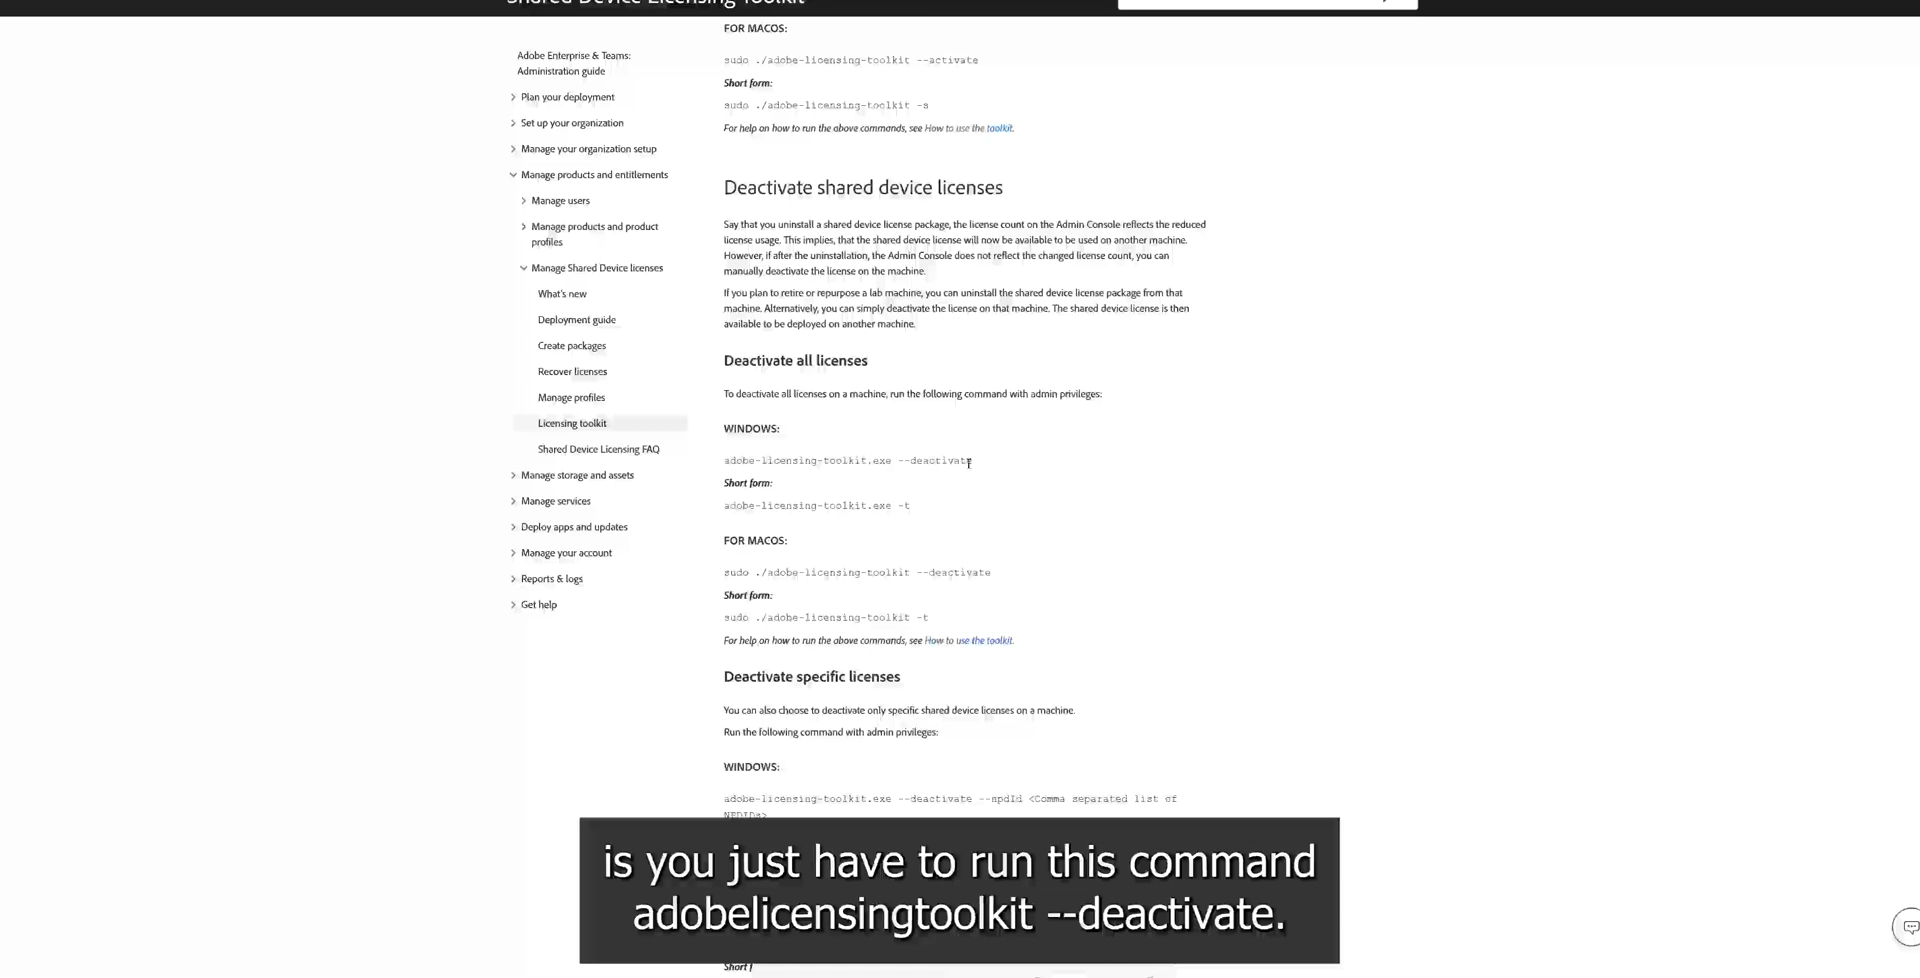 Shared Device Licensing Toolkit
FOR MACOS:
Adobe Enterprise & Teams:
Administration guide
Plan your deployment
Set up your organization
Manage your organization setup
Manage products and entitlements
Manage users
Manage products and product
profiles
Manage Shared Device licenses
What's new
Deployment guide
Create packages
Recover licenses
Manage profiles
Licensing toolkit
Shared Device Licensing FAQ
Manage storage and assets
Manage services
Deploy apps and updates
Manage your account
Reports & logs
Get help
sudo ./adobe-licensing-toolkit --activate
Short form:
sudo ./adobe-licensing-toolkit -s
For help on how to run the above commands, see How to use the toolkit.
Deactivate shared device licenses
Say that you uninstall a shared device license package, the license count on the Admin Console reflects the reduced
license usage. This implies, that the shared device license will now be available to be used on another machine.
However, if after the uninstallation, the Admin Console does not reflect the changed license count, you can
manually deactivate the license on the machine.
If you plan to retire or repurpose a lab machine, you can uninstall the shared device license package from that
machine. Alternatively, you can simply deactivate the license on that machine. The shared device license is then
available to be deployed on another machine.
Deactivate all licenses
To deactivate all licenses on a machine, run the following command with admin privileges:
WINDOWS:
adobe-licensing-toolkit.exe --deactivate
Short form:
adobe-licensing-toolkit.exe -t
FOR MACOS:
sudo ./adobe-licensing-toolkit --deactivate
Short form:
sudo ./adobe-licensing-toolkit -t
For help on how to run the above commands, see How to use the toolkit.
Deactivate specific licenses
You can also choose to deactivate only specific shared device licenses on a machine.
Run the following command with admin privileges:
WINDOWS:
adobe-licensing-toolkit.exe --deactivate --npdId <Comma separated list of
NPDIDs>
is you just have to run this command
adobelicensingtoolkit --deactivate.
Short f